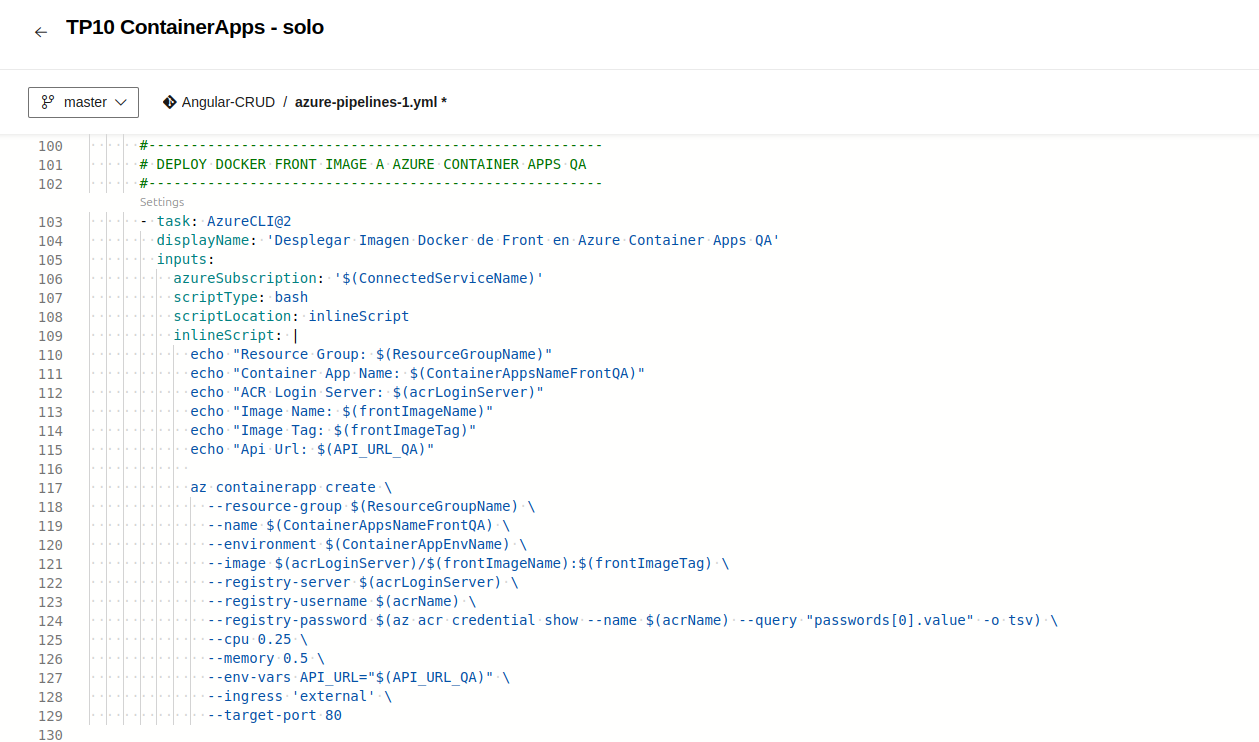 TP10 ContainerApps - solo
master Angular-CRUD / azure-pipelines-1.yml *
100 #------------------------------------------------------
101 # DEPLOY DOCKER FRONT IMAGE A AZURE CONTAINER APPS QA
102 #------------------------------------------------------
Settings
103 - task: AzureCLI@2
104 displayName: 'Desplegar Imagen Docker de Front en Azure Container Apps QA'
105 inputs:
106 azureSubscription: '$(ConnectedServiceName)'
107 scriptType: bash
108 scriptLocation: inlineScript
109 inlineScript: |
110 echo "Resource Group: $(ResourceGroupName)"
111 echo "Container App Name: $(ContainerAppsNameFrontQA)"
112 echo "ACR Login Server: $(acrLoginServer)"
113 echo "Image Name: $(frontImageName)"
114 echo "Image Tag: $(frontImageTag)"
115 echo "Api Url: $(API_URL_QA)"
116
117 az containerapp create \
118 --resource-group $(ResourceGroupName) \
119 --name $(ContainerAppsNameFrontQA) \
120 --environment $(ContainerAppEnvName) \
121 --image $(acrLoginServer)/$(frontImageName):$(frontImageTag) \
122 --registry-server $(acrLoginServer) \
123 --registry-username $(acrName) \
124 --registry-password $(az acr credential show --name $(acrName) --query "passwords[0].value" -o tsv) \
125 --cpu 0.25 \
126 --memory 0.5 \
127 --env-vars API_URL="$(API_URL_QA)" \
128 --ingress 'external' \
129 --target-port 80
130